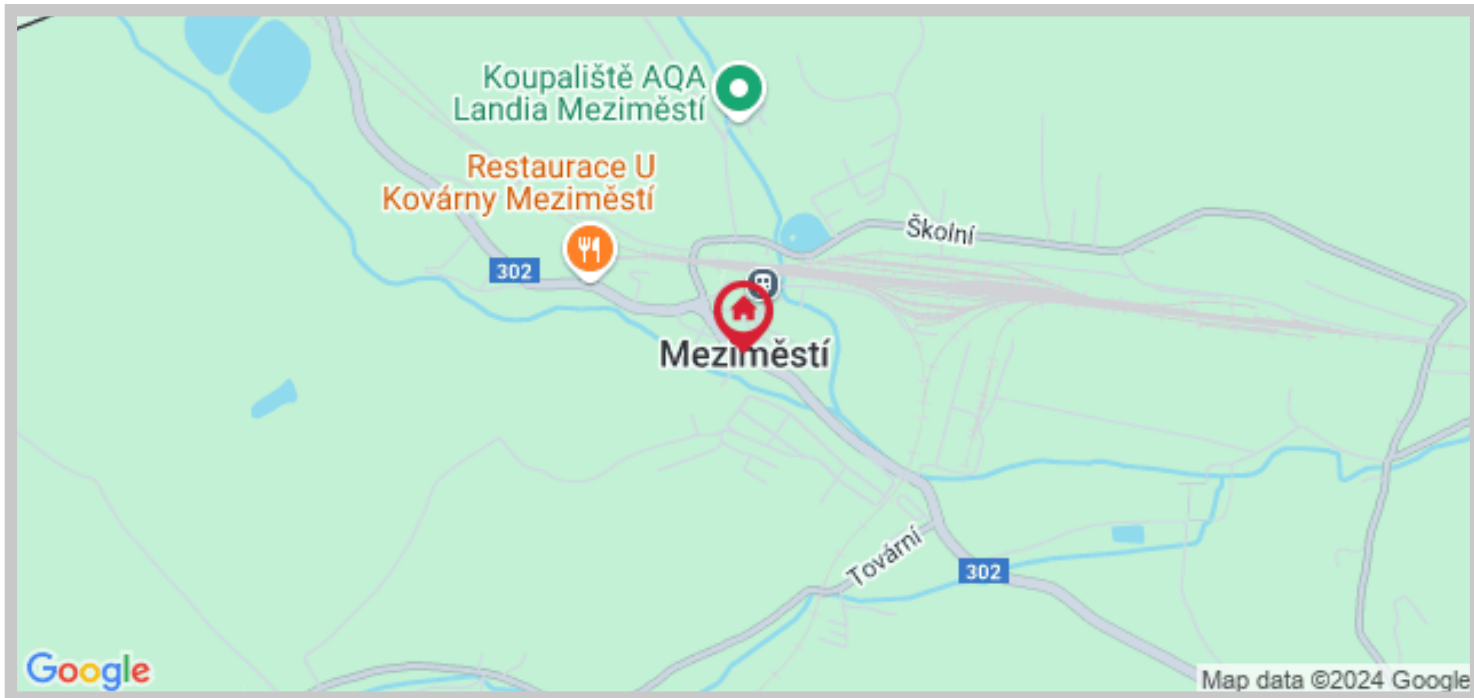 Koupaliště AQA
Landia Meziměstí
Restaurace U
Kovárny Meziměstí
Školní
302
Meziměstí
Tovární
302
Google
Map data ©2024 Google